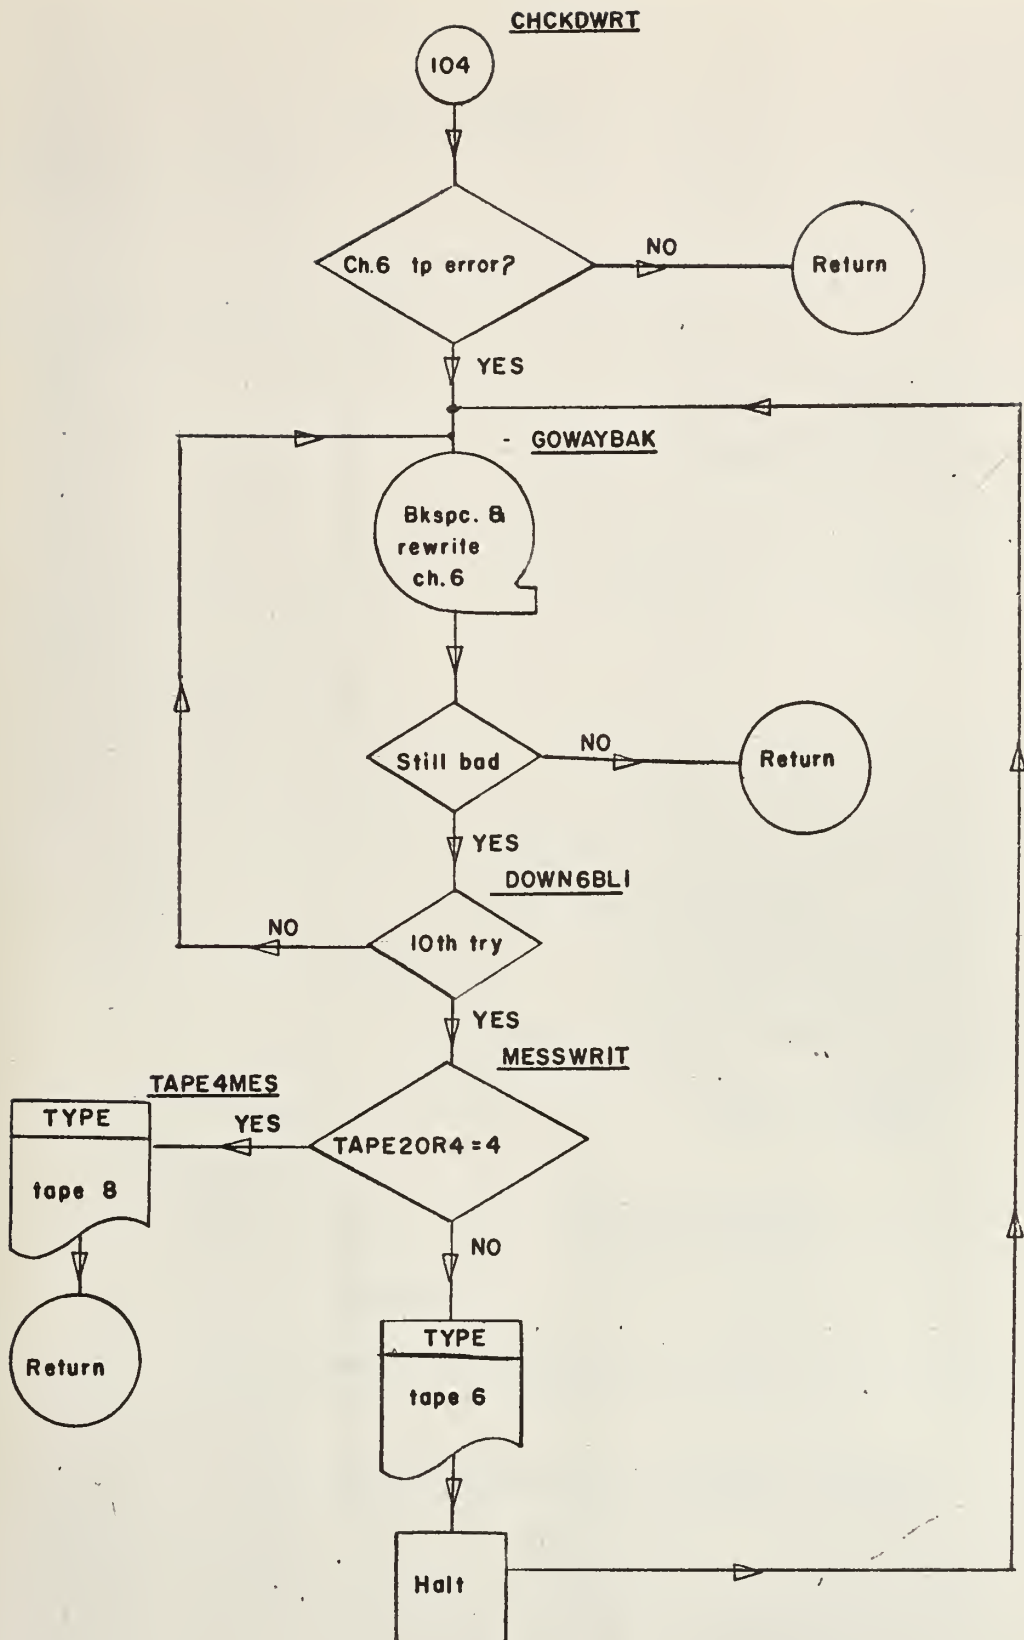 CHCKDWRT
104
Ch.6 tp error?
NO
Return
YES
GOWAYBAK
Bkspc. &
rewrite
ch.6
Still bad
NO
Return
YES
DOWN6BL1
NO
10th try
YES
MESSWRIT
TAPE4MES
TYPE
YES
TAPE2OR4=4
tape 8
NO
Return
TYPE
tape 6
Halt